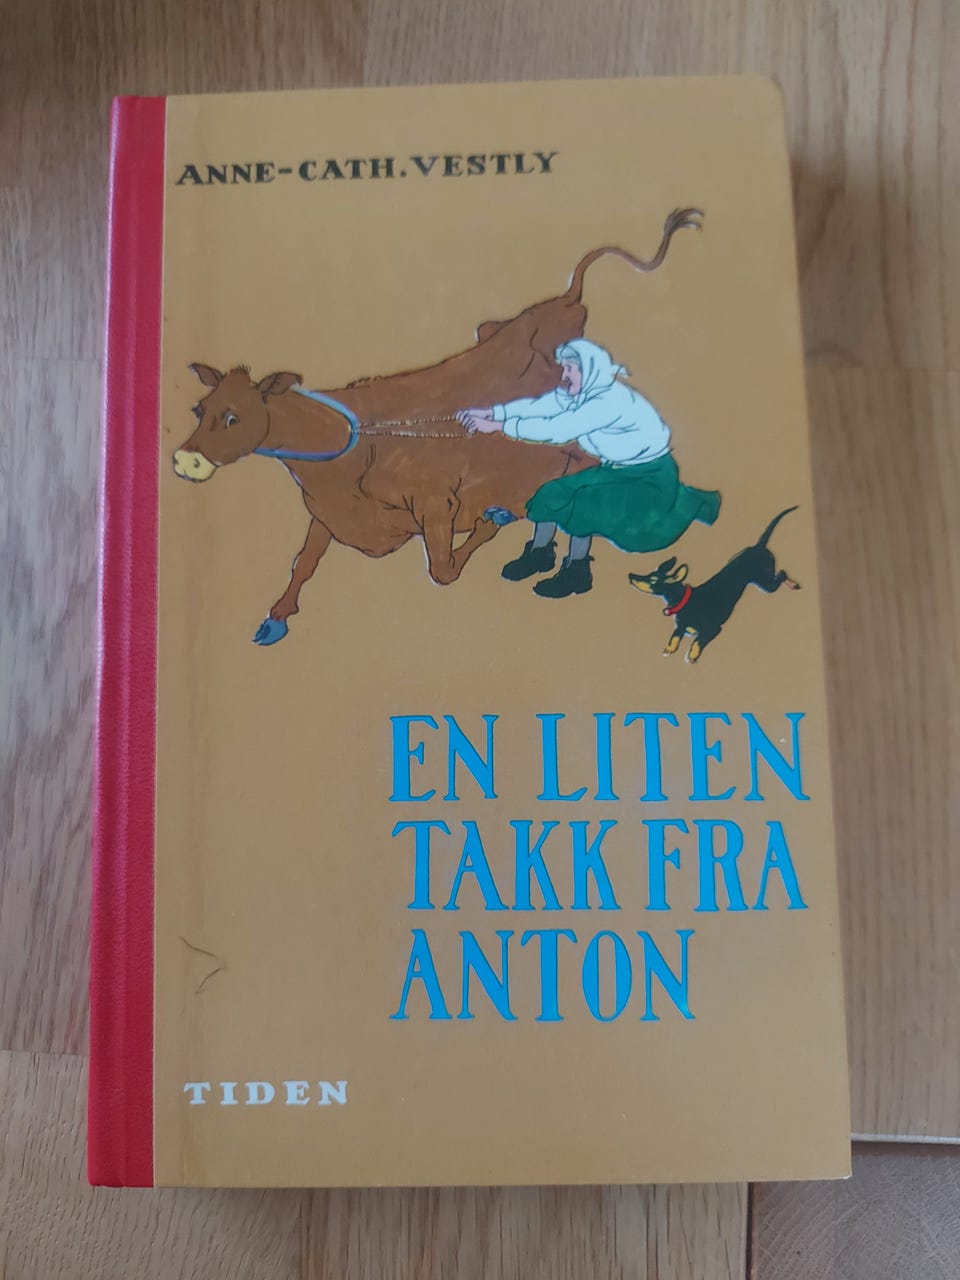 ANNE-CATH. VESTLY
EN LITEN
TAKK FRA
ANTON
TIDEN